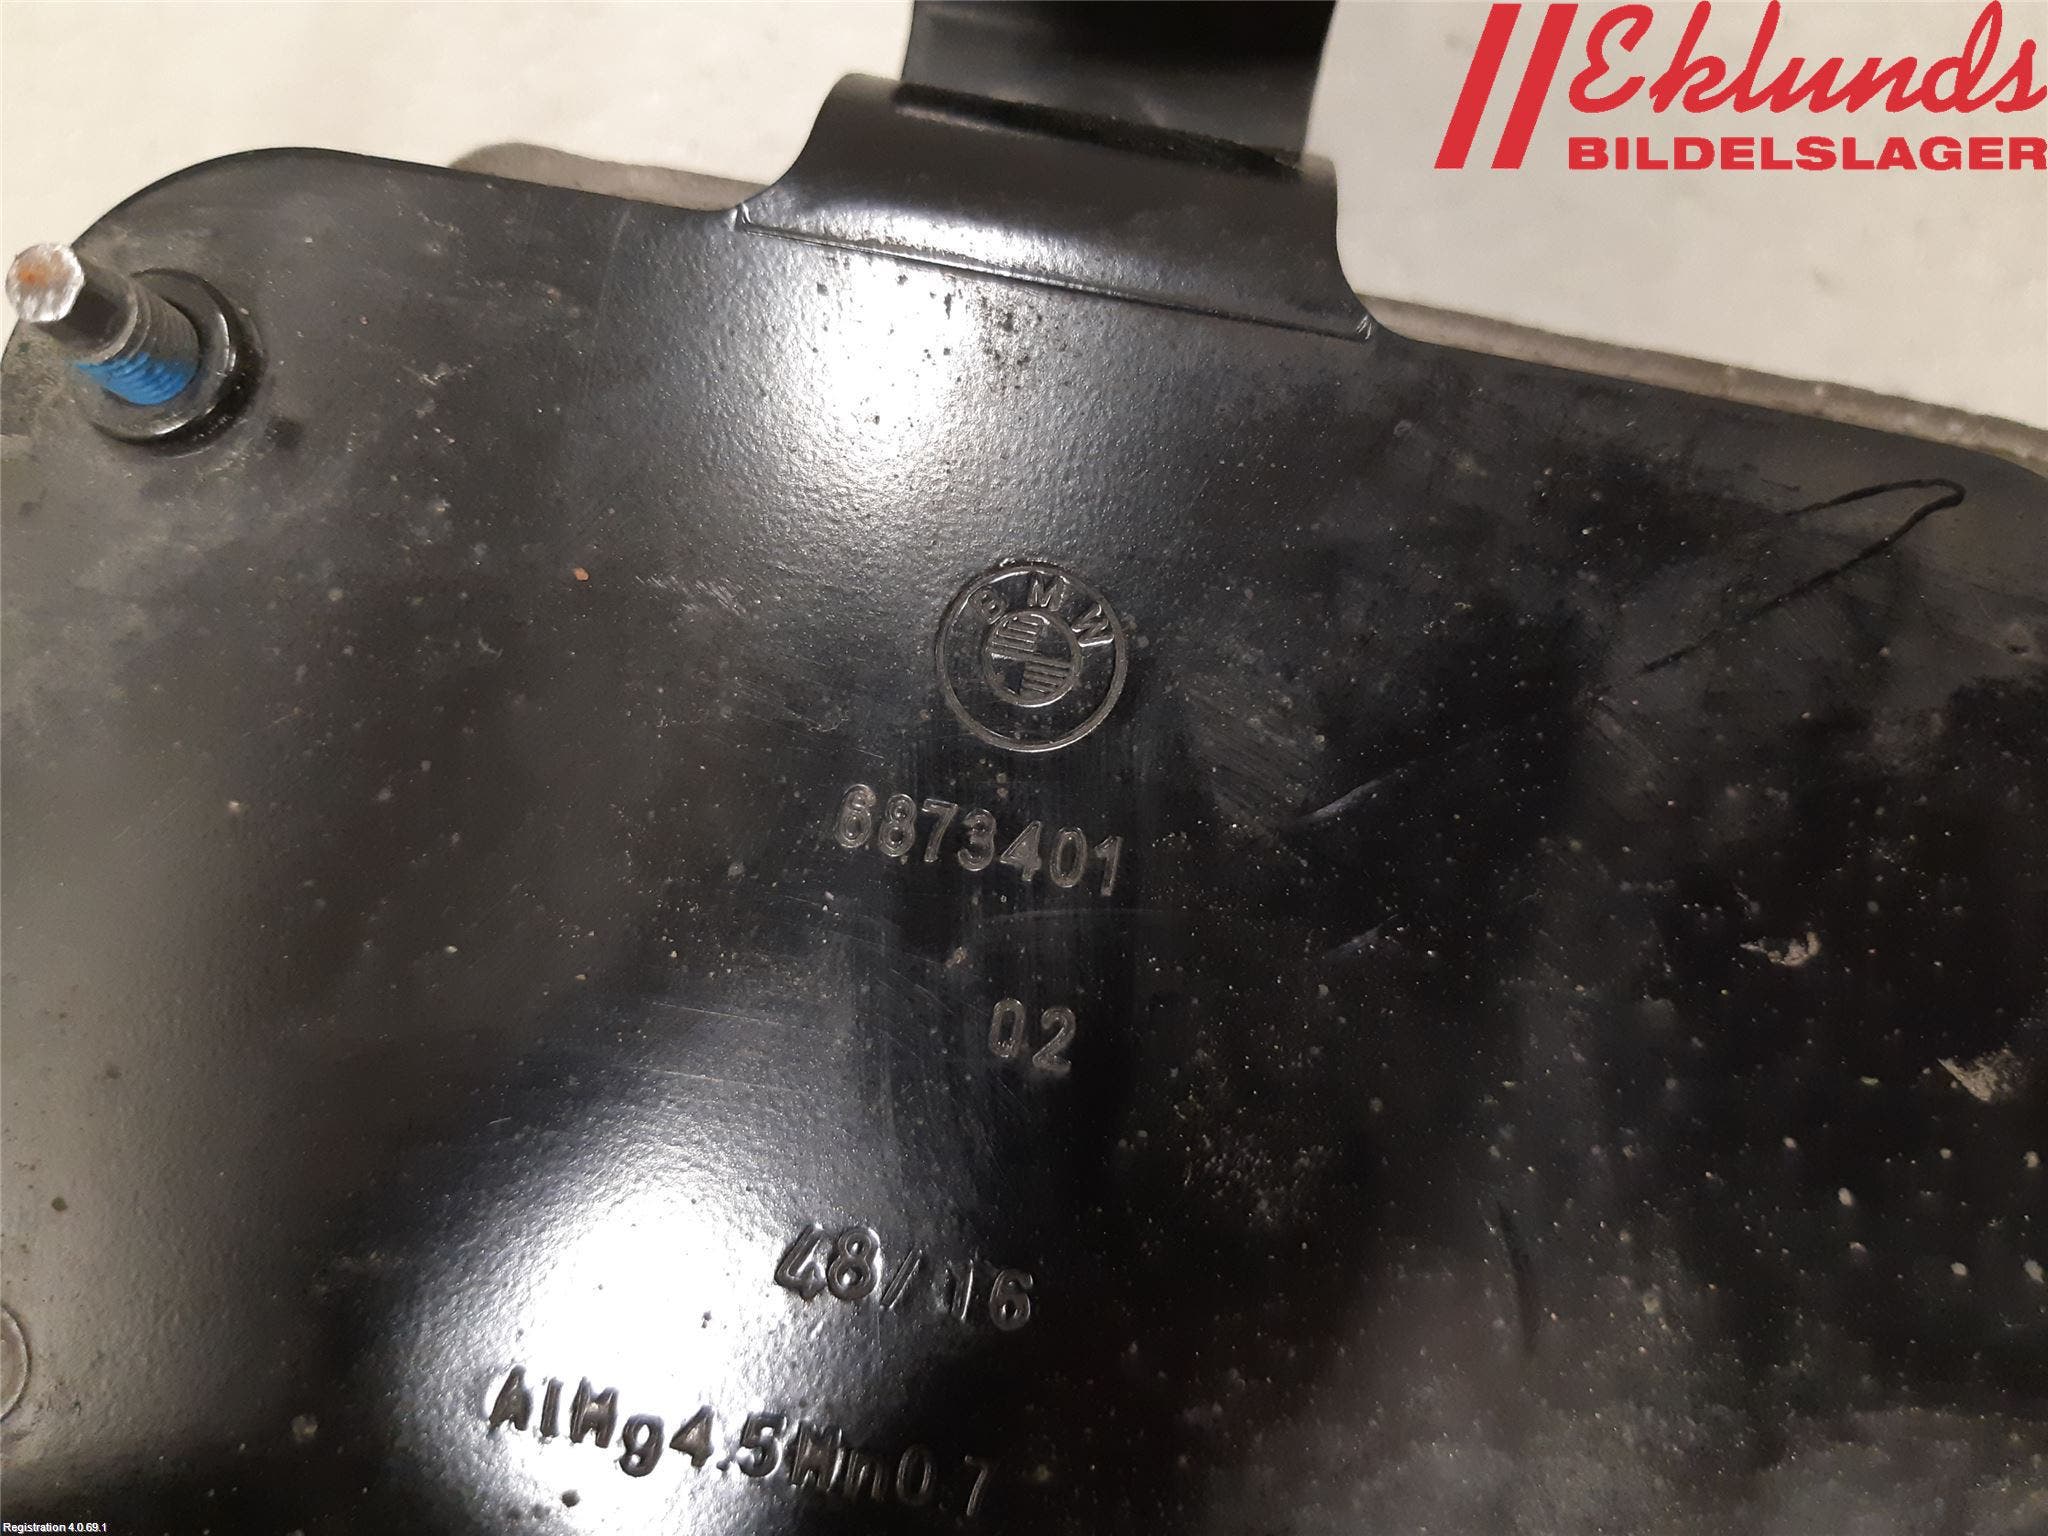 Eklunds
BILDELSLAGER
BMW
6873401
02
48/16
AlMg4.5Mn0.7
Registration 4.0.69.1